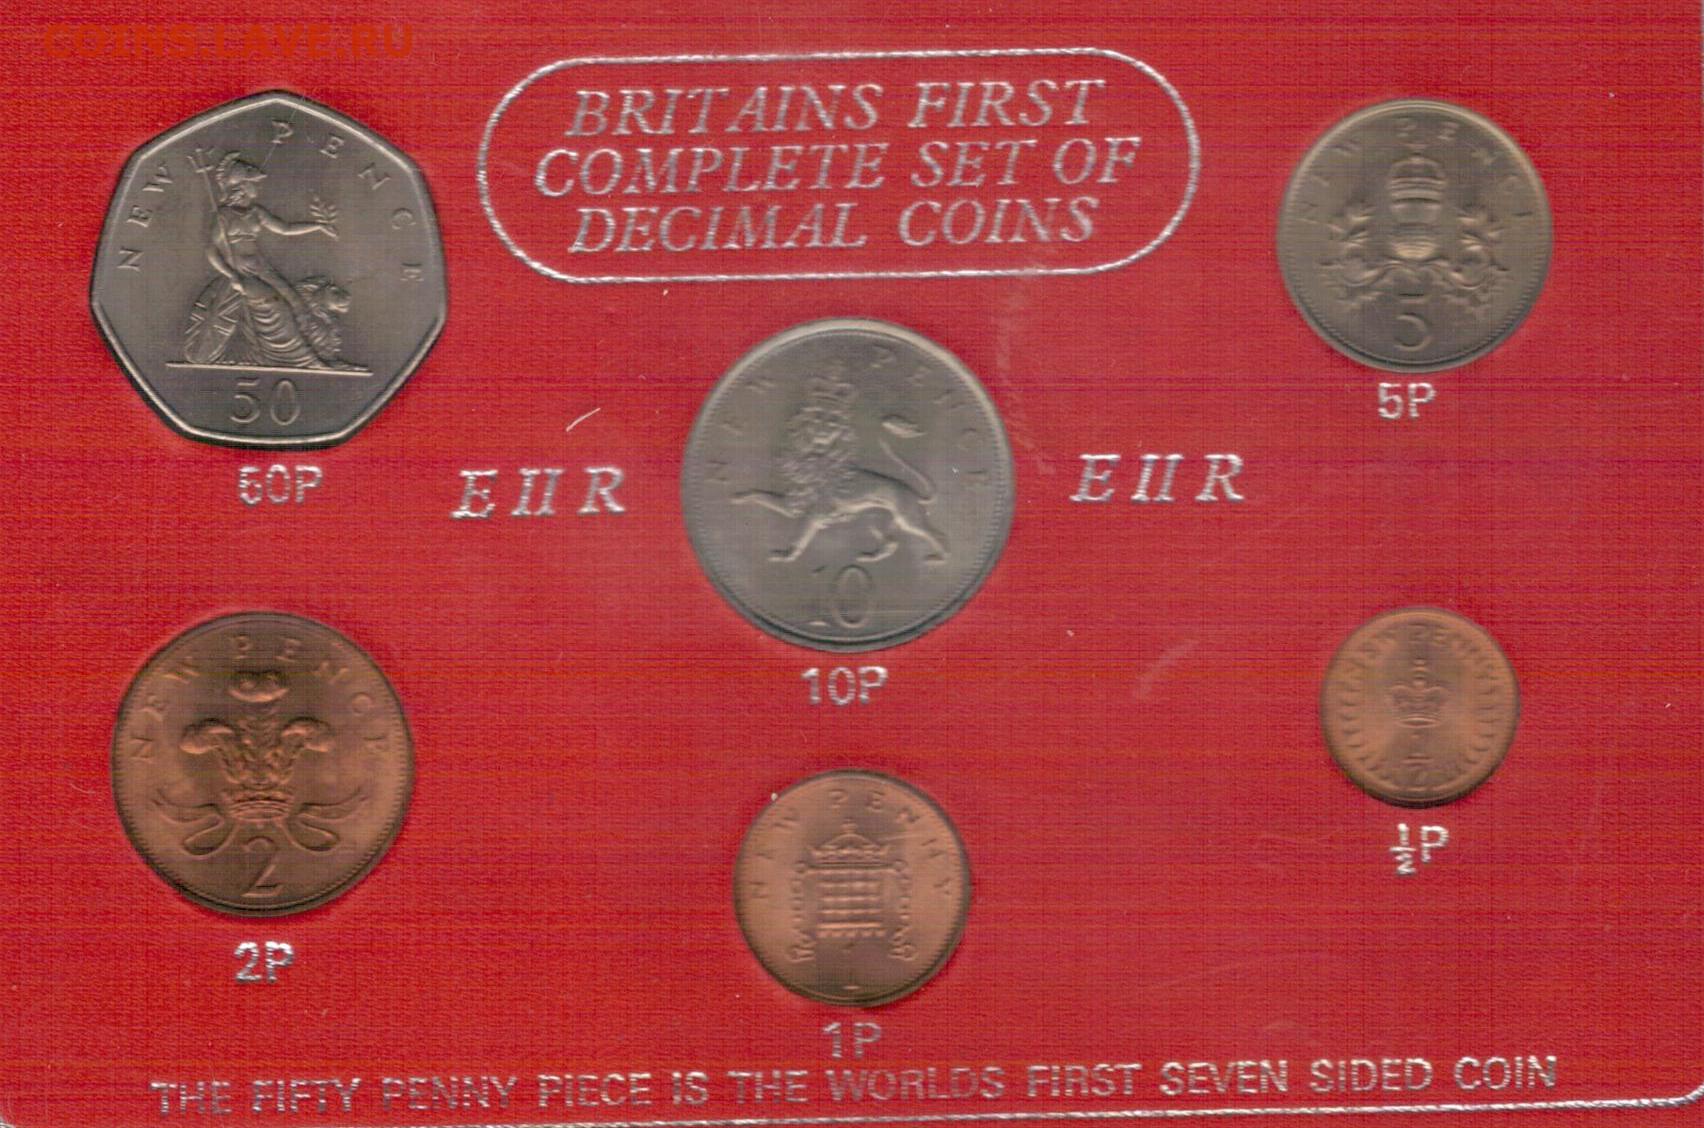 COINS.LAVE.RU
BRITAINS FIRST
COMPLETE SET OF
DECIMAL COINS
NEW PENCE
50
50P
NEW PENCE
5
5P
E II R
NEW PENCE
10
10P
E II R
NEW PENCE
2
2P
NEW PENNY
1
1P
NEW PENNY
½
½P
THE FIFTY PENNY PIECE IS THE WORLDS FIRST SEVEN SIDED COIN